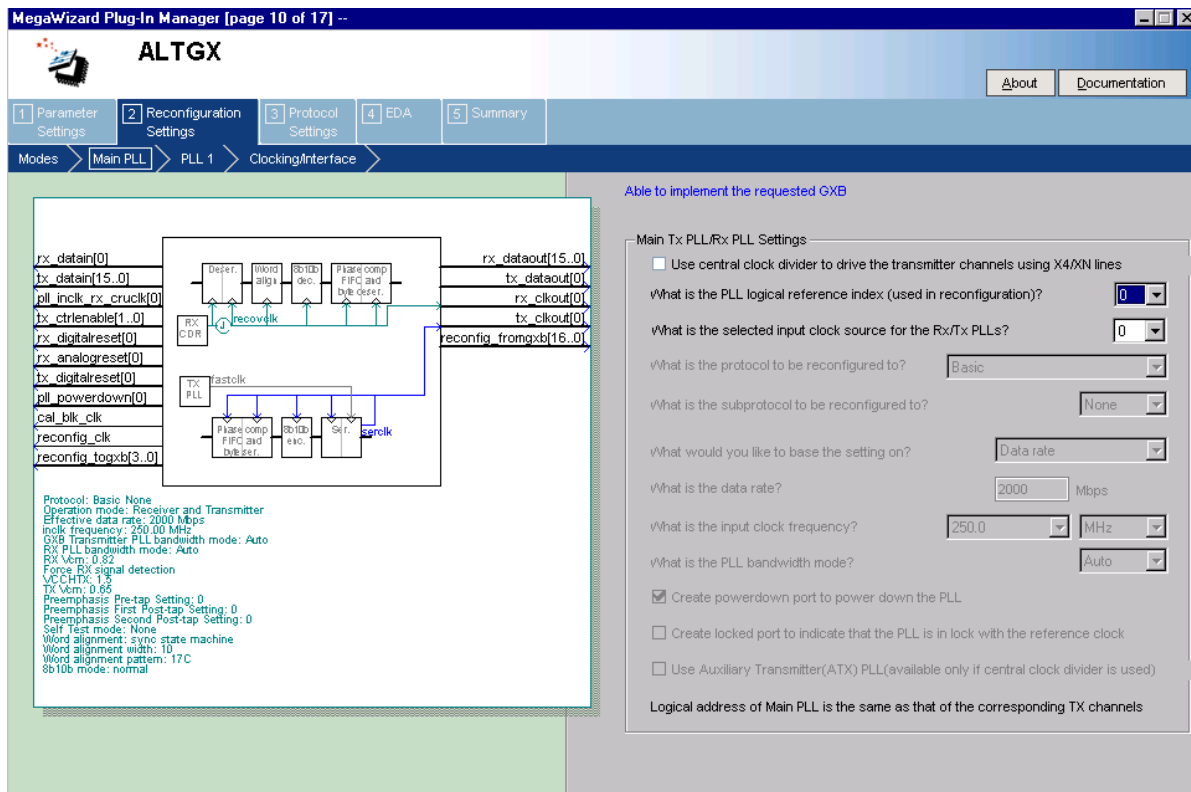 MegaWizard Plug-In Manager [page 10 of 17] --
ALTGX
About
Documentation
1 Parameter Settings
2 Reconfiguration Settings
3 Protocol Settings
4 EDA
5 Summary
Modes
Main PLL
PLL 1
Clocking/Interface
rx_datain[0]
tx_datain[15..0]
pll_inclk_rx_cruclk[0]
tx_ctrlenable[1..0]
rx_digitalreset[0]
rx_analogreset[0]
tx_digitalreset[0]
pll_powerdown[0]
cal_blk_clk
reconfig_clk
reconfig_togxb[3..0]
Deser.
Word align.
8b10b dec.
Phase comp FIFO and byte deser.
RX CDR
recovclk
TX PLL
fastclk
Phase comp FIFO and byte ser.
8b10b enc.
Ser.
serclk
rx_dataout[15..0]
tx_dataout[0]
rx_clkout[0]
tx_clkout[0]
reconfig_fromgxb[16..0]
Protocol: Basic None
Operation mode: Receiver and Transmitter
Effective data rate: 2000 Mbps
inclk frequency: 250.00 MHz
GXB Transmitter PLL bandwidth mode: Auto
RX PLL bandwidth mode: Auto
RX Vcm: 0.82
Force RX signal detection
VCCHTX: 1.5
TX Vcm: 0.65
Preemphasis Pre-tap Setting: 0
Preemphasis First Post-tap Setting: 0
Preemphasis Second Post-tap Setting: 0
Self Test mode: None
Word alignment: sync state machine
Word alignment width: 10
Word alignment pattern: 17C
8b10b mode: normal
Able to implement the requested GXB
Main Tx PLL/Rx PLL Settings
Use central clock divider to drive the transmitter channels using X4/XN lines
What is the PLL logical reference index (used in reconfiguration)? 0
What is the selected input clock source for the Rx/Tx PLLs? 0
What is the protocol to be reconfigured to? Basic
What is the subprotocol to be reconfigured to? None
What would you like to base the setting on? Data rate
What is the data rate? 2000 Mbps
What is the input clock frequency? 250.0 MHz
What is the PLL bandwidth mode? Auto
Create powerdown port to power down the PLL
Create locked port to indicate that the PLL is in lock with the reference clock
Use Auxiliary Transmitter(ATX) PLL(available only if central clock divider is used)
Logical address of Main PLL is the same as that of the corresponding TX channels